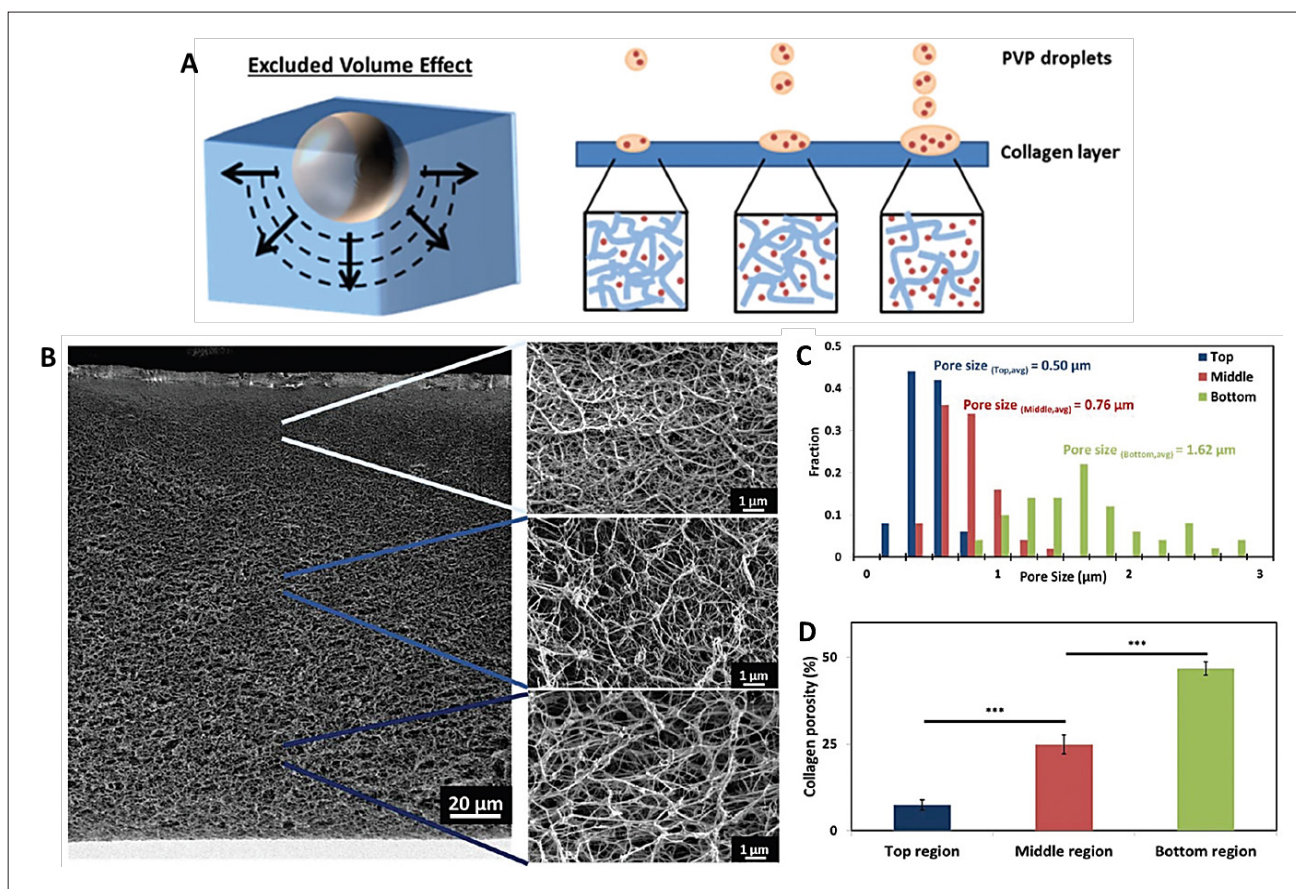 A
Excluded Volume Effect
PVP droplets
Collagen layer
B
20 µm
1 µm
1 µm
1 µm
C
Top
Middle
Bottom
Pore size (Top,avg) = 0.50 µm
Pore size (Middle,avg) = 0.76 µm
Pore size (Bottom,avg) = 1.62 µm
Fraction
0.5
0.4
0.3
0.2
0.1
0
0 1 2 3
Pore Size (µm)
D
***
***
Collagen porosity (%)
50
25
0
Top region Middle region Bottom region